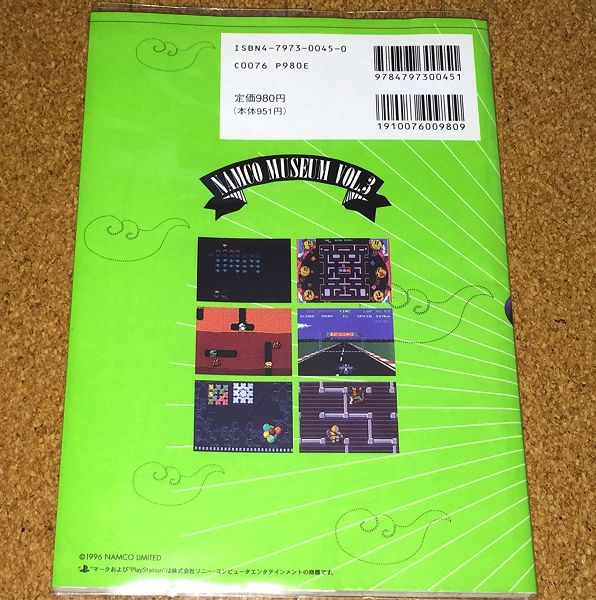 ISBN4-7973-0045-0
C0076 P980E
定価980円
(本体951円)
9784797300451
1910076009809
NAMCO MUSEUM VOL.3
©1996 NAMCO LIMITED
"マークおよび"PlayStation"は株式会社ソニー・コンピュータエンタテインメントの商標です。